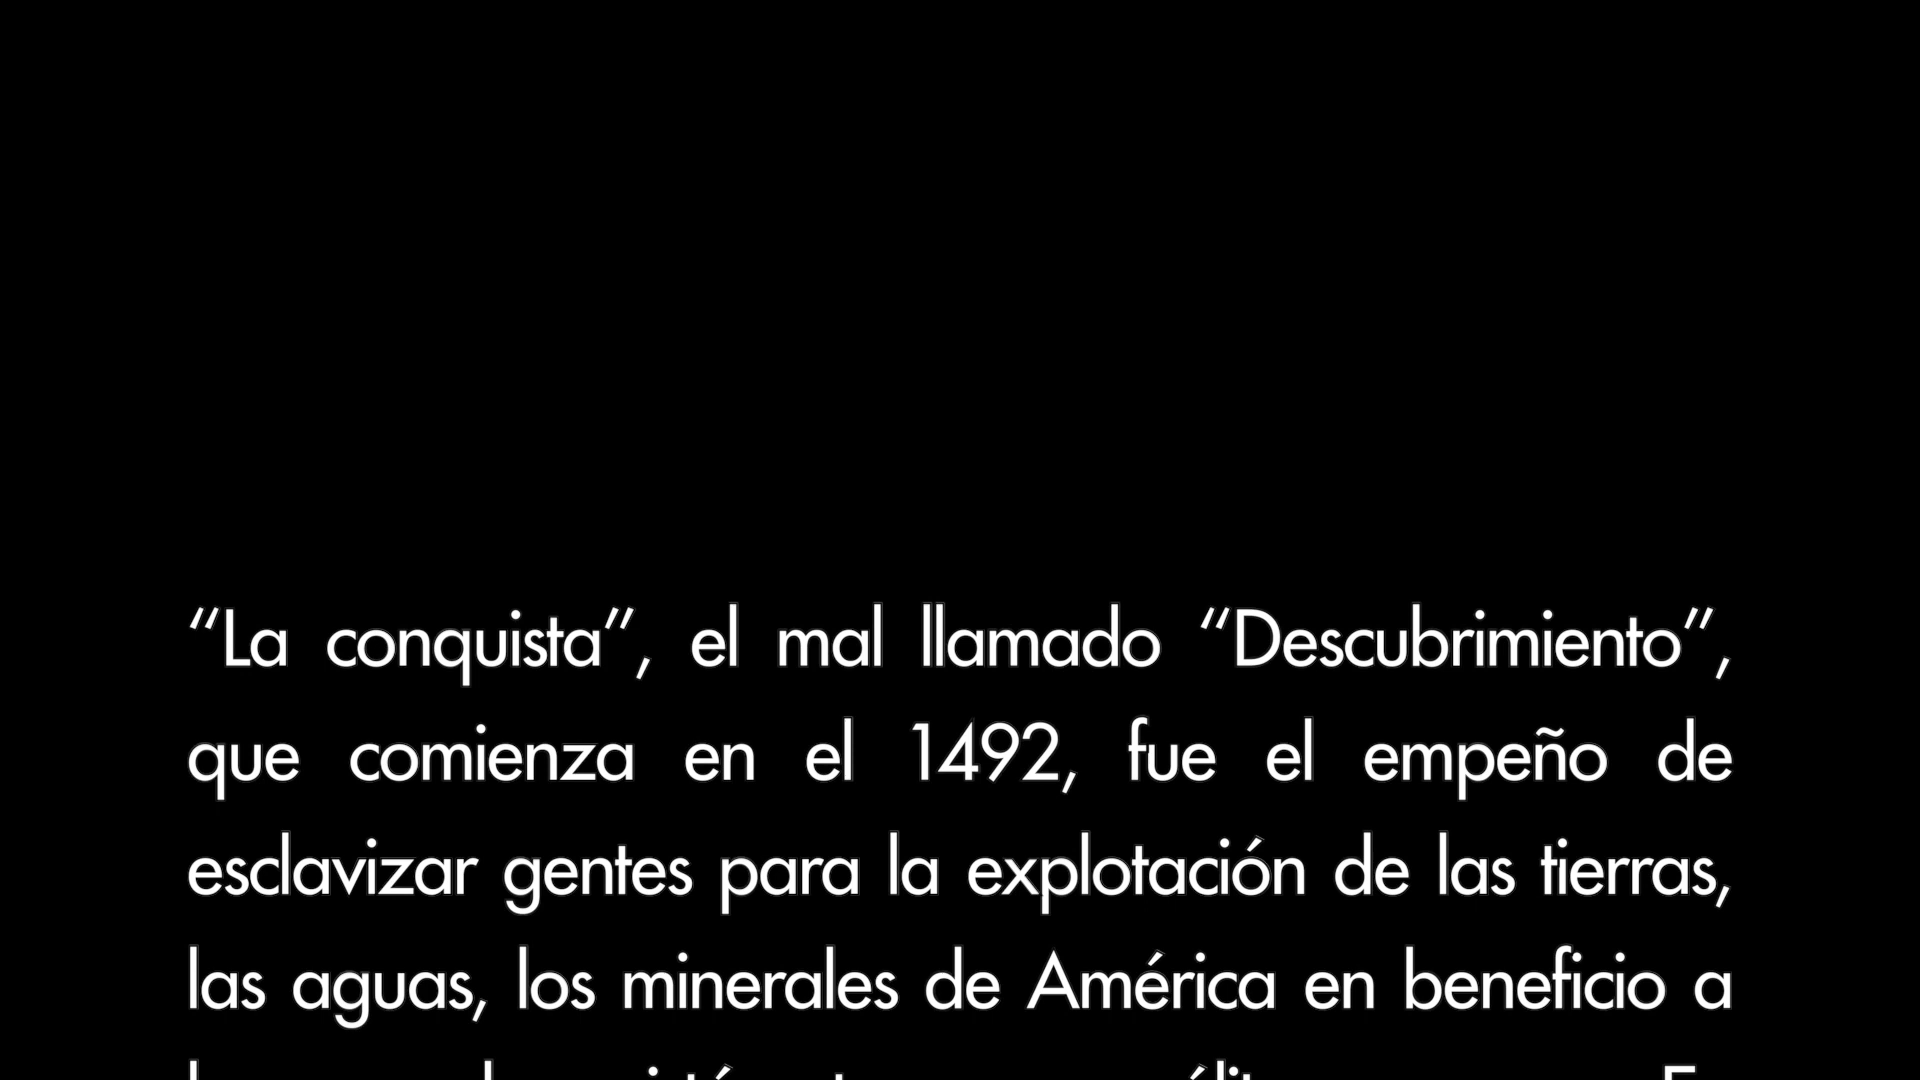 “La conquista”, el mal llamado “Descubrimiento”,
que comienza en el 1492, fue el empeño de
esclavizar gentes para la explotación de las tierras,
las aguas, los minerales de América en beneficio a